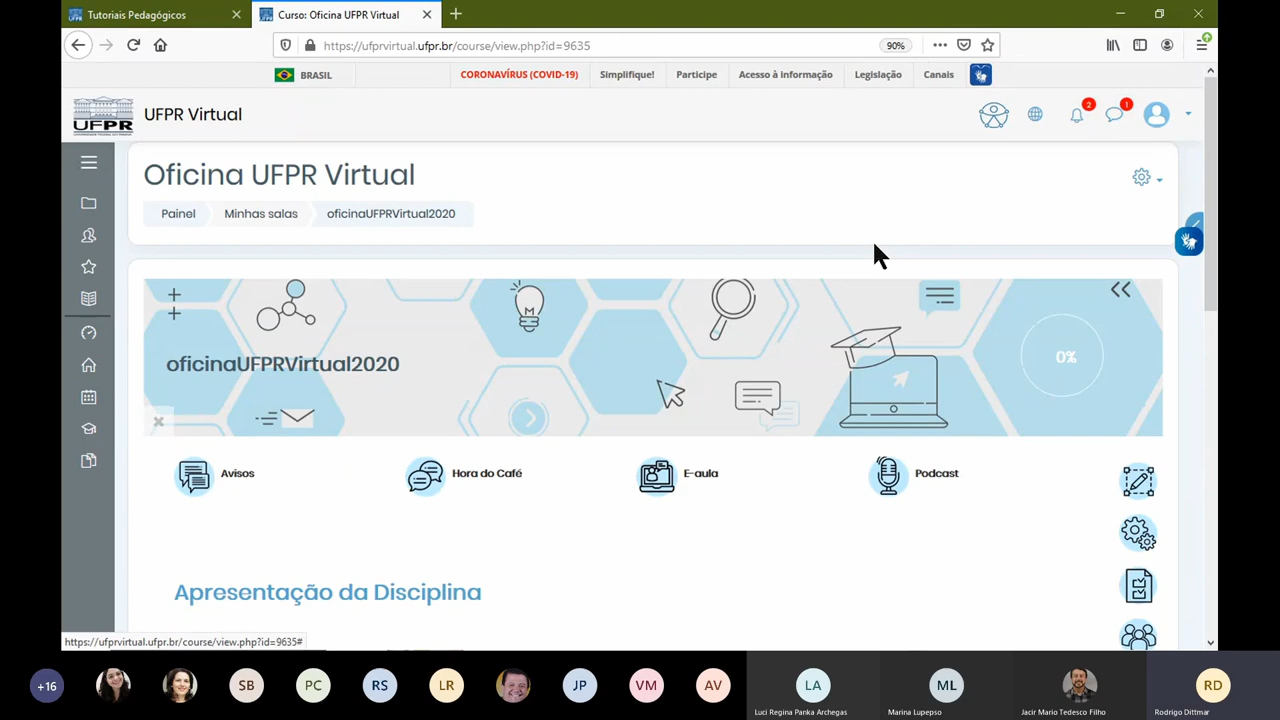 Tutoriais Pedagógicos
Curso: Oficina UFPR Virtual
https://ufprvirtual.ufpr.br/course/view.php?id=9635
90%
BRASIL
CORONAVÍRUS (COVID-19)
Simplifique!
Participe
Acesso à informação
Legislação
Canais
UFPR
UFPR Virtual
2
1
Oficina UFPR Virtual
Painel
Minhas salas
oficinaUFPRVirtual2020
oficinaUFPRVirtual2020
0%
Avisos
Hora do Café
E-aula
Podcast
Apresentação da Disciplina
https://ufprvirtual.ufpr.br/course/view.php?id=9635#
+16
SB
PC
RS
LR
JP
VM
AV
LA
ML
RD
Luci Regina Panka Archegas
Marina Lupepso
Jacir Mario Tedesco Filho
Rodrigo Dittmar